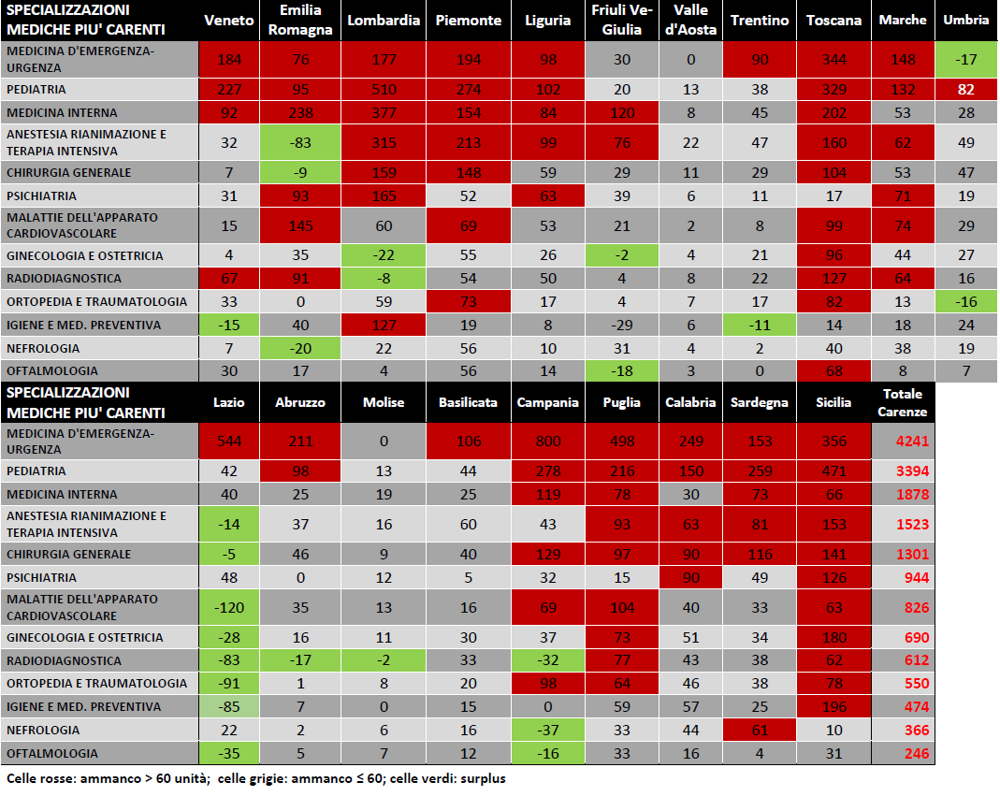 SPECIALIZZAZIONI MEDICHE PIU' CARENTI Veneto Emilia Romagna Lombardia Piemonte Liguria Friuli Ve-Giulia Valle d'Aosta Trentino Toscana Marche Umbria
MEDICINA D'EMERGENZA-URGENZA 184 76 177 194 98 30 0 90 344 148 -17
PEDIATRIA 227 95 510 274 102 20 13 38 329 132 82
MEDICINA INTERNA 92 238 377 154 84 120 8 45 202 53 28
ANESTESIA RIANIMAZIONE E TERAPIA INTENSIVA 32 -83 315 213 99 76 22 47 160 62 49
CHIRURGIA GENERALE 7 -9 159 148 59 29 11 29 104 53 47
PSICHIATRIA 31 93 165 52 63 39 6 11 17 71 19
MALATTIE DELL'APPARATO CARDIOVASCOLARE 15 145 60 69 53 21 2 8 99 74 29
GINECOLOGIA E OSTETRICIA 4 35 -22 55 26 -2 4 21 96 44 27
RADIODIAGNOSTICA 67 91 -8 54 50 4 8 22 127 64 16
ORTOPEDIA E TRAUMATOLOGIA 33 0 59 73 17 4 7 17 82 13 -16
IGIENE E MED. PREVENTIVA -15 40 127 19 8 -29 6 -11 14 18 24
NEFROLOGIA 7 -20 22 56 10 31 4 2 40 38 19
OFTALMOLOGIA 30 17 4 56 14 -18 3 0 68 8 7
SPECIALIZZAZIONI MEDICHE PIU' CARENTI Lazio Abruzzo Molise Basilicata Campania Puglia Calabria Sardegna Sicilia Totale Carenze
MEDICINA D'EMERGENZA-URGENZA 544 211 0 106 800 498 249 153 356 4241
PEDIATRIA 42 98 13 44 278 216 150 259 471 3394
MEDICINA INTERNA 40 25 19 25 119 78 30 73 66 1878
ANESTESIA RIANIMAZIONE E TERAPIA INTENSIVA -14 37 16 60 43 93 63 81 153 1523
CHIRURGIA GENERALE -5 46 9 40 129 97 90 116 141 1301
PSICHIATRIA 48 0 12 5 32 15 90 49 126 944
MALATTIE DELL'APPARATO CARDIOVASCOLARE -120 35 13 16 69 104 40 33 63 826
GINECOLOGIA E OSTETRICIA -28 16 11 30 37 73 51 34 180 690
RADIODIAGNOSTICA -83 -17 -2 33 -32 77 43 38 62 612
ORTOPEDIA E TRAUMATOLOGIA -91 1 8 20 98 64 46 38 78 550
IGIENE E MED. PREVENTIVA -85 7 0 15 0 59 57 25 196 474
NEFROLOGIA 22 2 6 16 -37 33 44 61 10 366
OFTALMOLOGIA -35 5 7 12 -16 33 16 4 31 246
Celle rosse: ammanco > 60 unità; celle grigie: ammanco ≤ 60; celle verdi: surplus